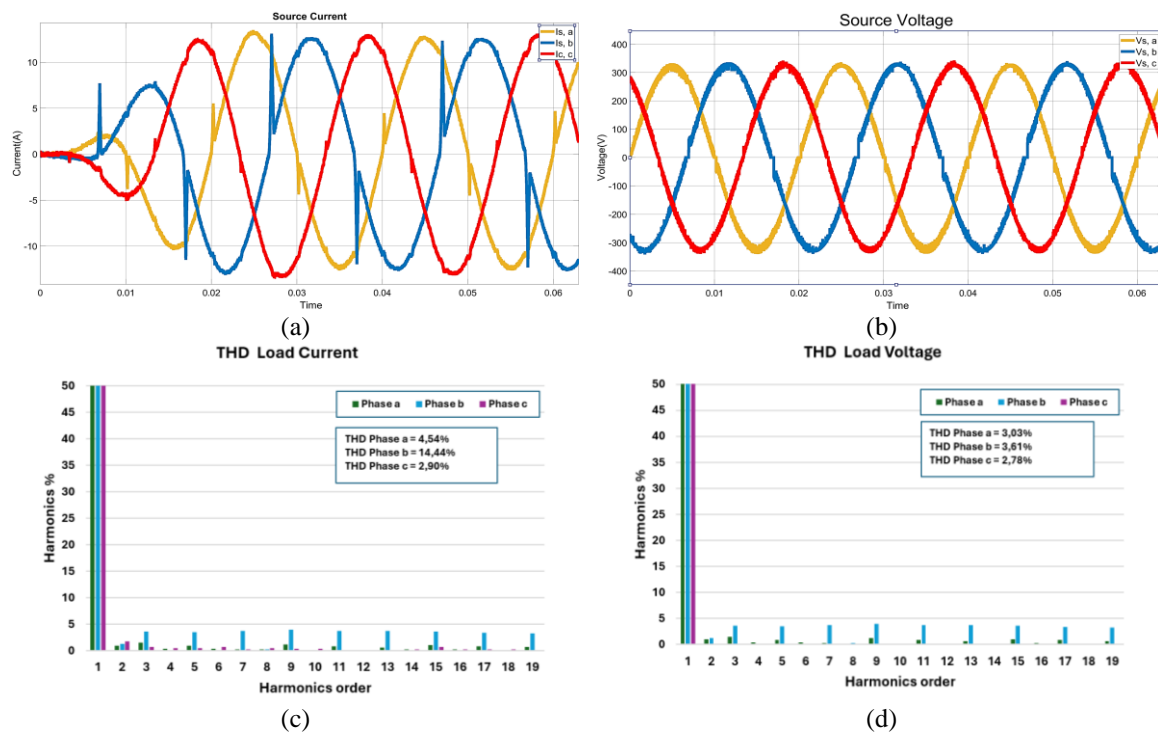 Source Current
Is, a
Is, b
Ic, c
10
5
0
-5
-10
Current(A)
0 0.01 0.02 0.03 0.04 0.05 0.06
Time
(a)
Source Voltage
Vs, a
Vs, b
Vs, c
400
300
200
100
0
-100
-200
-300
-400
Voltage(V)
0 0.01 0.02 0.03 0.04 0.05 0.06
Time
(b)
THD Load Current
50
45
40
35
30
25
20
15
10
5
0
Harmonics %
Phase a Phase b Phase c
THD Phase a = 4,54%
THD Phase b = 14,44%
THD Phase c = 2,90%
1 2 3 4 5 6 7 8 9 10 11 12 13 14 15 16 17 18 19
Harmonics order
(c)
THD Load Voltage
50
45
40
35
30
25
20
15
10
5
0
Harmonics %
Phase a Phase b Phase c
THD Phase a = 3,03%
THD Phase b = 3,61%
THD Phase c = 2,78%
1 2 3 4 5 6 7 8 9 10 11 12 13 14 15 16 17 18 19
Harmonics order
(d)